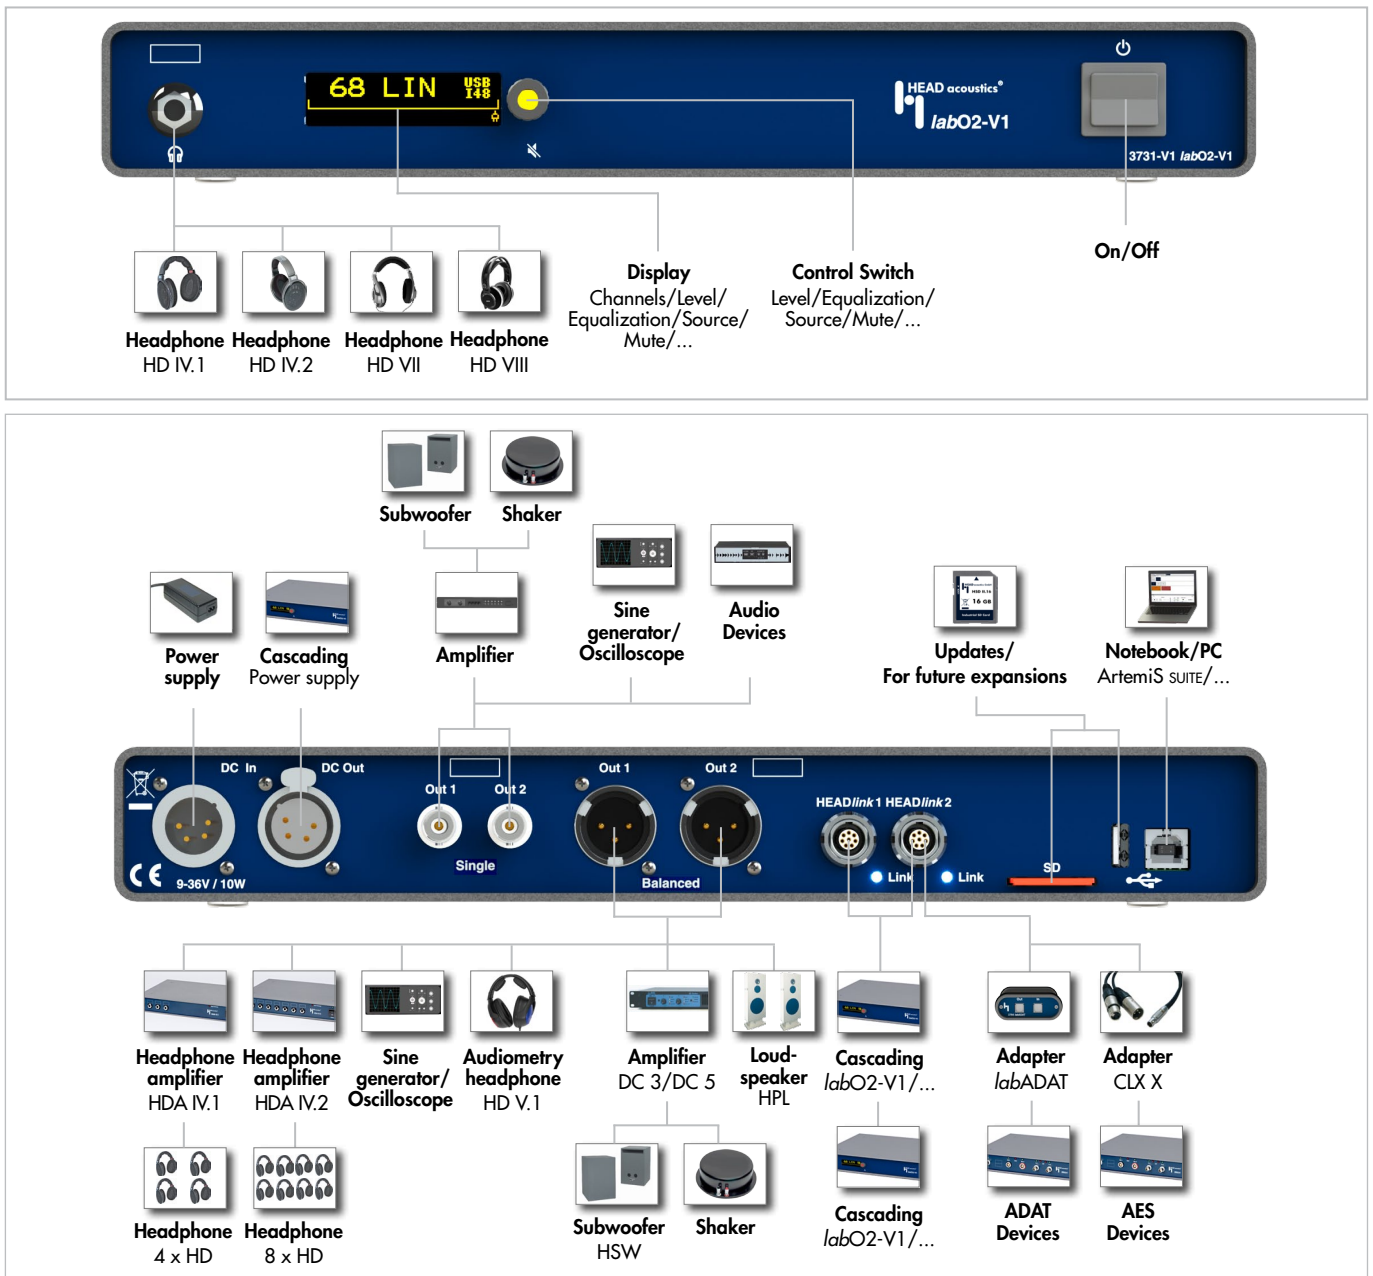 68 LIN USB
I48
HEAD acoustics®
labO2-V1
3731-V1 labO2-V1
Headphone
HD IV.1
Headphone
HD IV.2
Headphone
HD VII
Headphone
HD VIII
Display
Channels/Level/
Equalization/Source/
Mute/...
Control Switch
Level/Equalization/
Source/Mute/...
On/Off
Subwoofer
Shaker
Power
supply
Cascading
Power supply
Amplifier
Sine
generator/
Oscilloscope
Audio
Devices
16 GB
Updates/
For future expansions
Notebook/PC
ArtemiS SUITE/...
DC In
DC Out
Out 1
Out 2
Single
Out 1
Out 2
Balanced
HEADlink 1
HEADlink 2
Link
Link
SD
9-36V / 10W
CE
Headphone
amplifier
HDA IV.1
Headphone
amplifier
HDA IV.2
Sine
generator/
Oscilloscope
Audiometry
headphone
HD V.1
Amplifier
DC 3/DC 5
Loud-
speaker
HPL
Cascading
labO2-V1/...
Adapter
labADAT
Adapter
CLX X
Headphone
4 x HD
Headphone
8 x HD
Subwoofer
HSW
Shaker
Cascading
labO2-V1/...
ADAT
Devices
AES
Devices